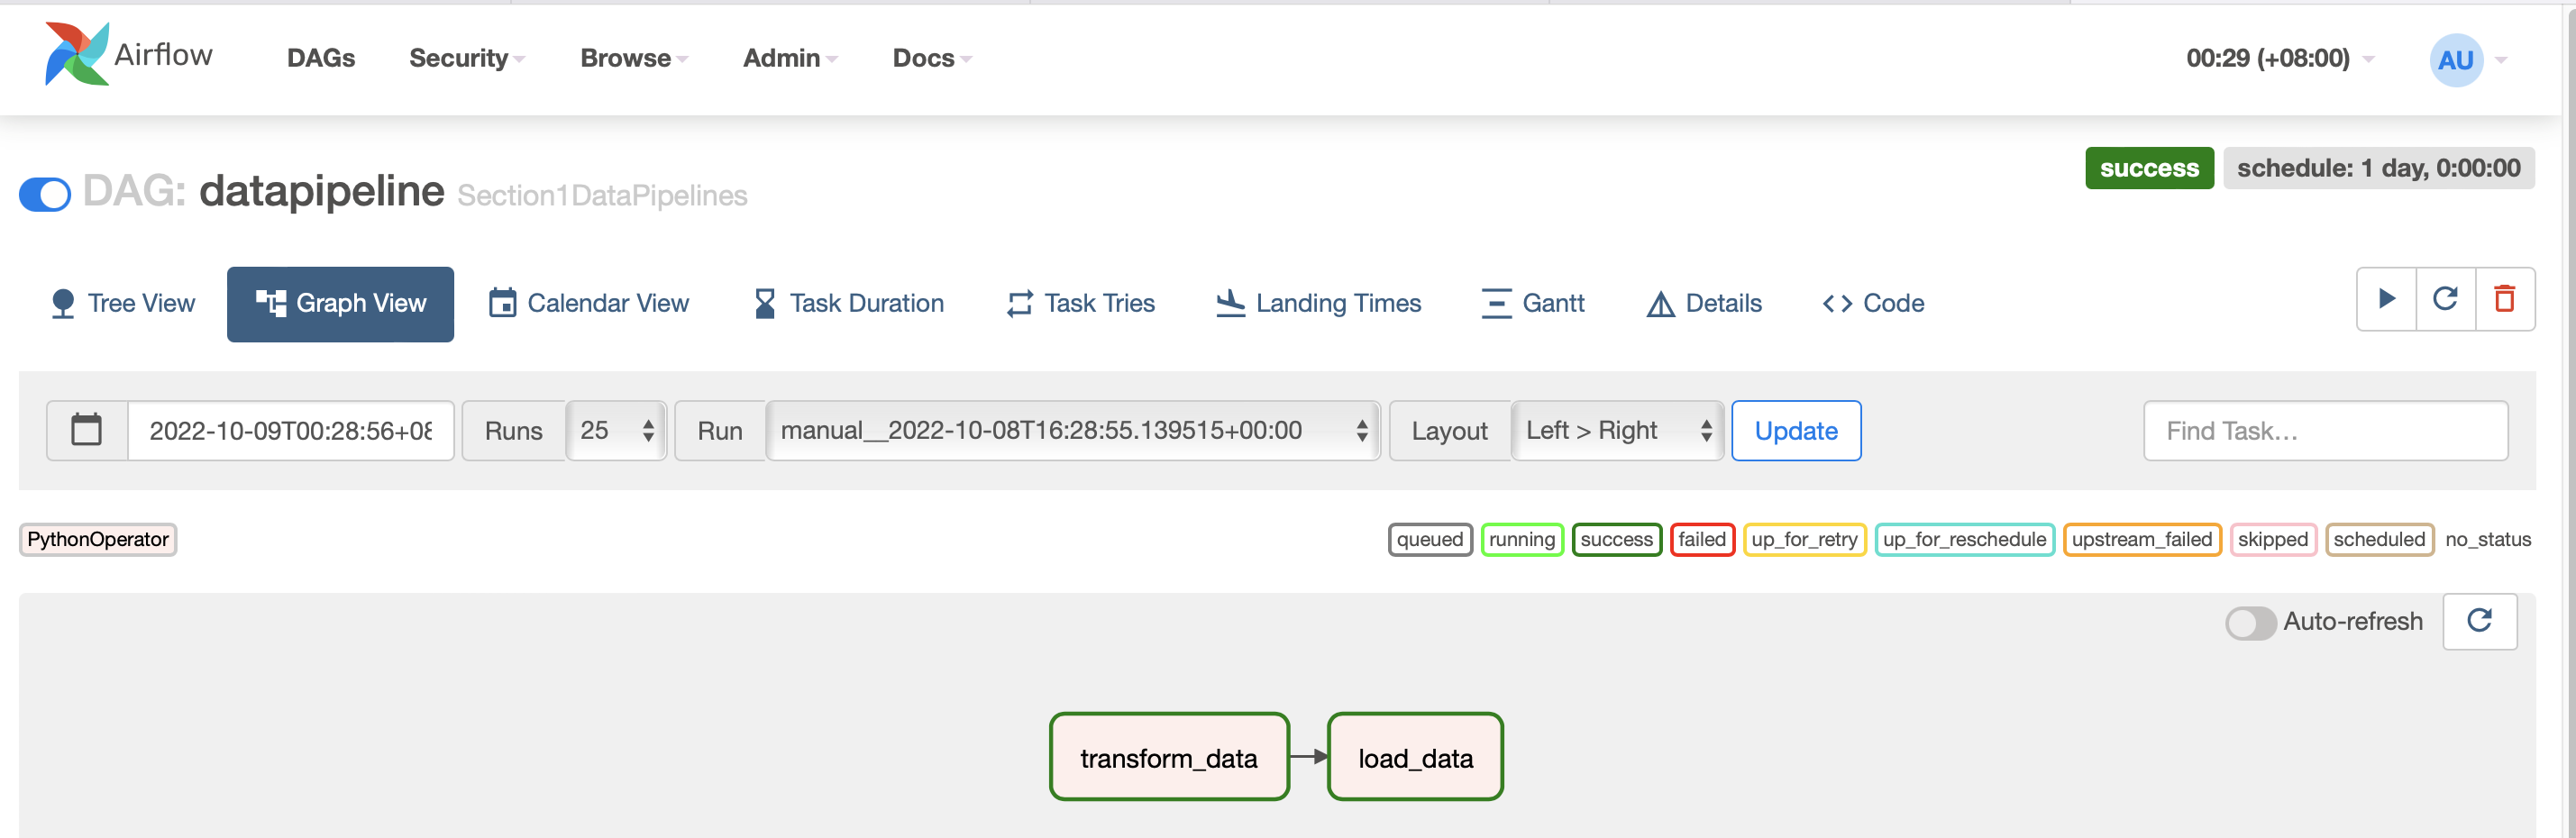 Airflow DAGs Security Browse Admin Docs 00:29 (+08:00) AU
success schedule: 1 day, 0:00:00
DAG: datapipeline Section1DataPipelines
Tree View Graph View Calendar View Task Duration Task Tries Landing Times Gantt Details Code
2022-10-09T00:28:56+08 Runs 25 Run manual__2022-10-08T16:28:55.139515+00:00 Layout Left > Right Update Find Task...
PythonOperator queued running success failed up_for_retry up_for_reschedule upstream_failed skipped scheduled no_status
Auto-refresh
transform_data load_data